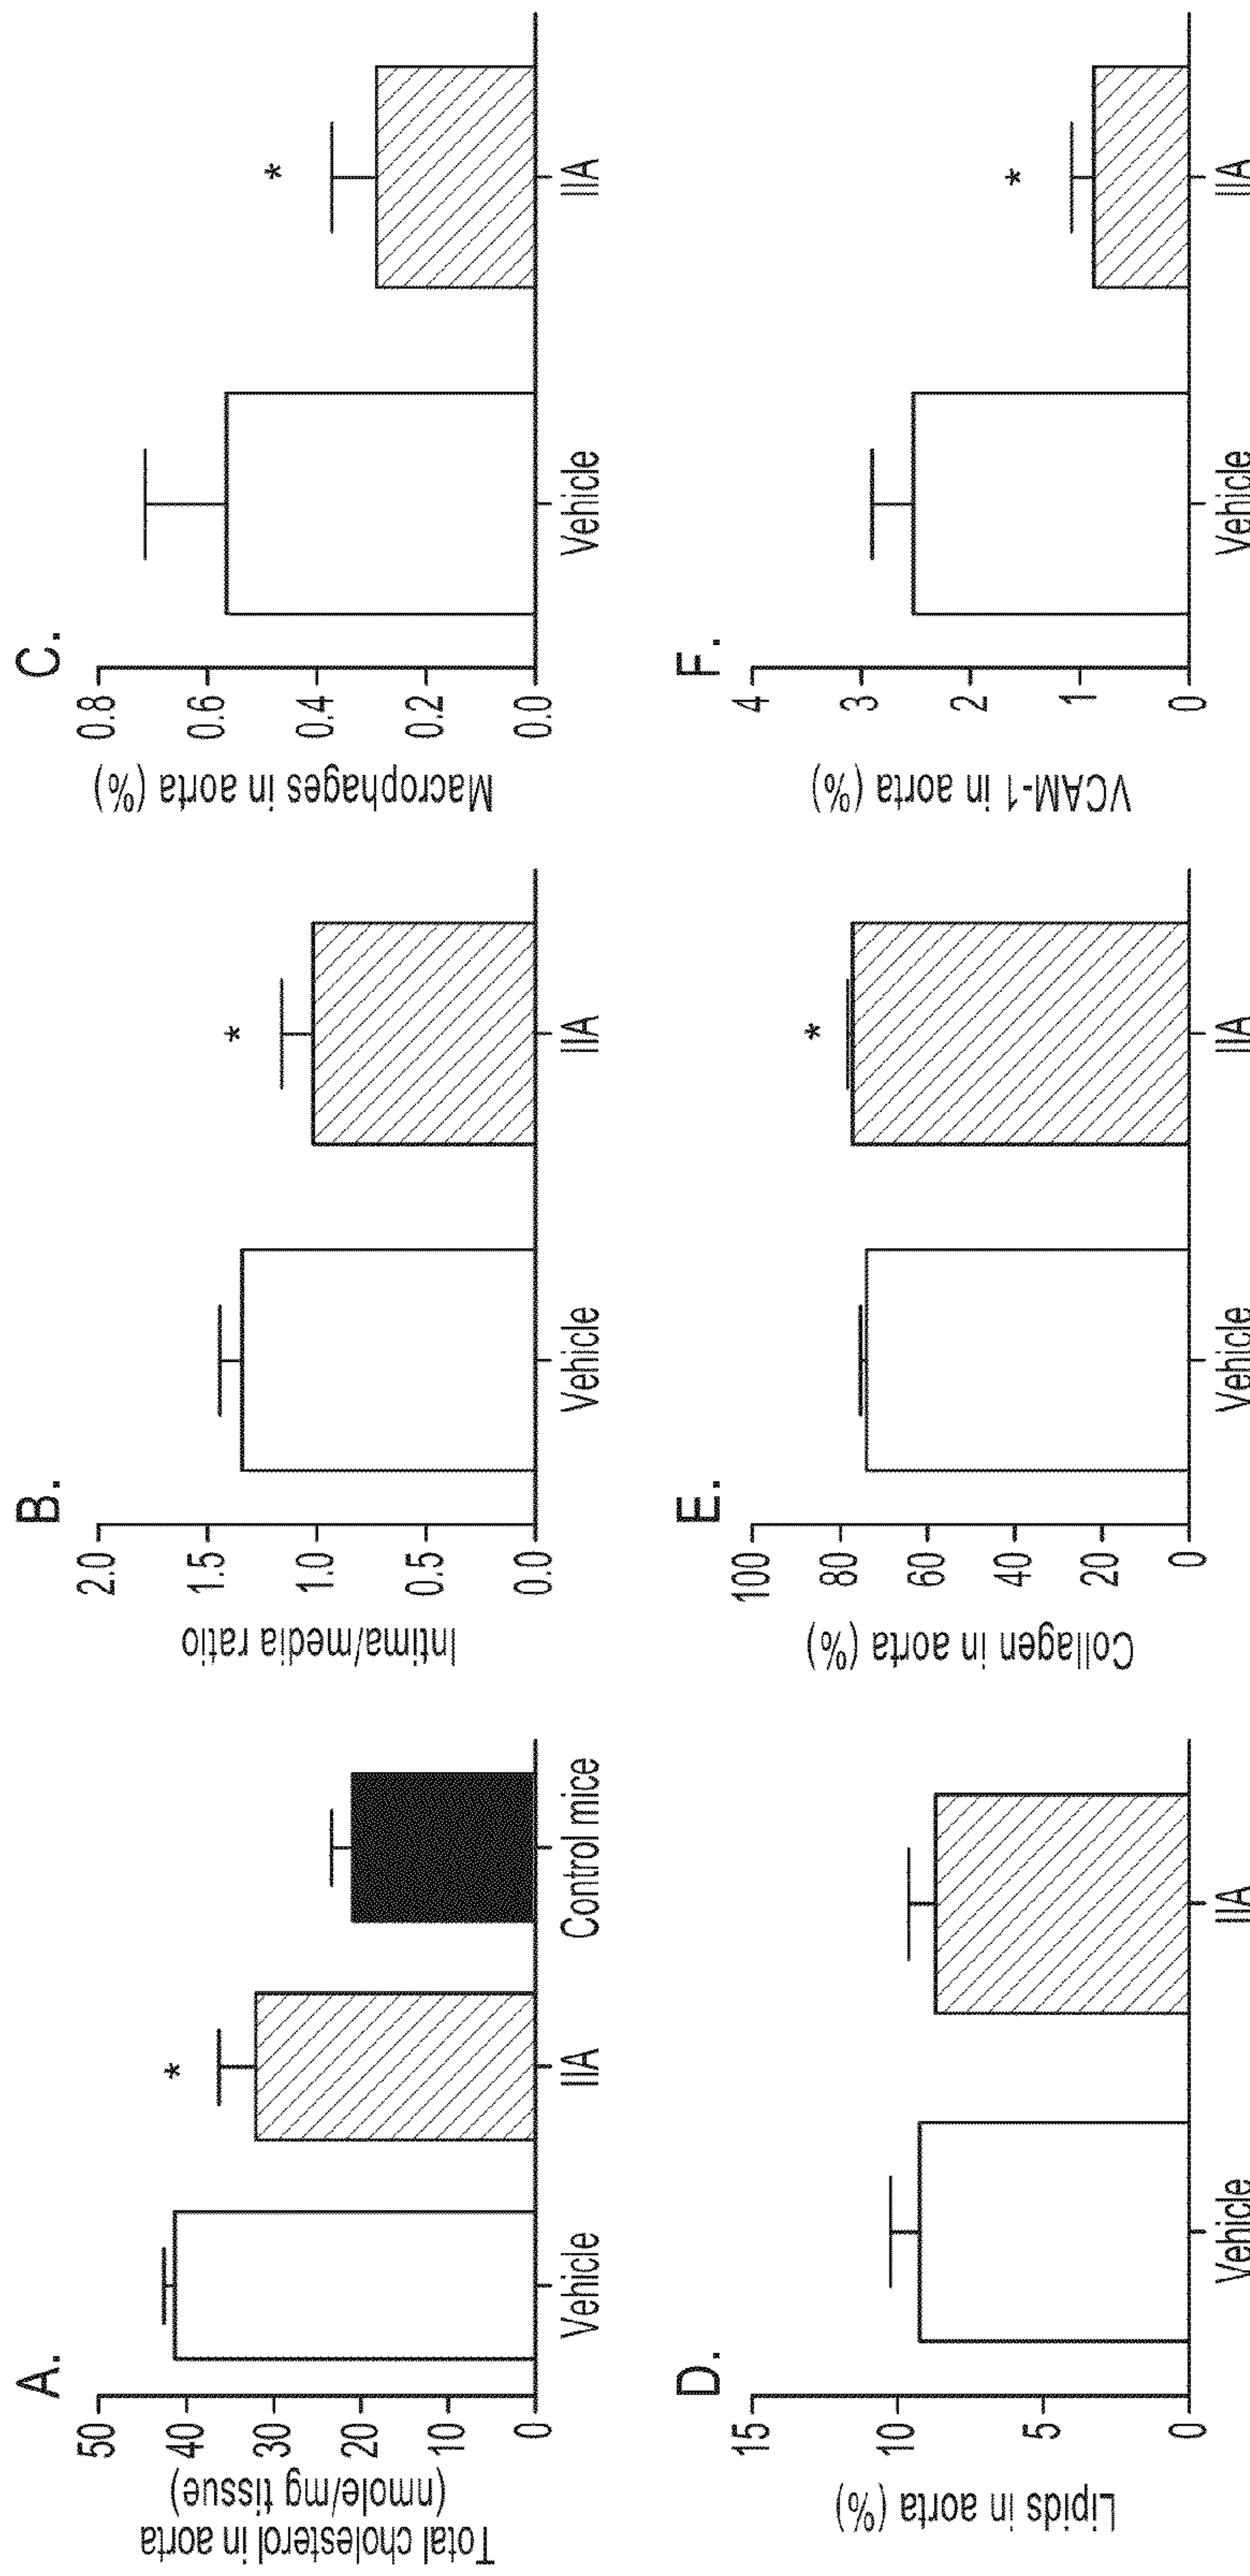 A.
Total cholesterol in aorta
(nmole/mg tissue)
50
40
30
20
10
0
Vehicle
IIA
Control mice
*
B.
Intima/media ratio
2.0
1.5
1.0
0.5
0.0
Vehicle
IIA
*
C.
Macrophages in aorta (%)
0.8
0.6
0.4
0.2
0.0
Vehicle
IIA
*
D.
Lipids in aorta (%)
15
10
5
0
Vehicle
IIA
E.
Collagen in aorta (%)
100
80
60
40
20
0
Vehicle
IIA
*
F.
VCAM-1 in aorta (%)
4
3
2
1
0
Vehicle
IIA
*